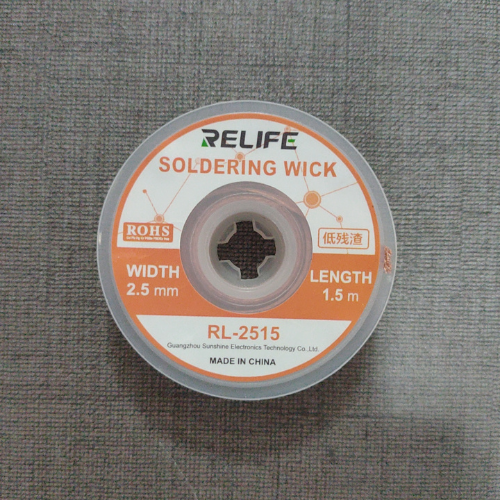 RELIFE
SOLDERING WICK
ROHS
低残渣
WIDTH
2.5 mm
LENGTH
1.5 m
RL-2515
Guangzhou Sunshine Electronics Technology Co.,Ltd.
MADE IN CHINA